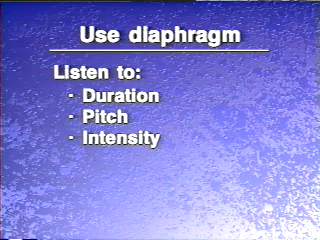 Use diaphragm
Listen to:
- Duration
- Pitch
- Intensity